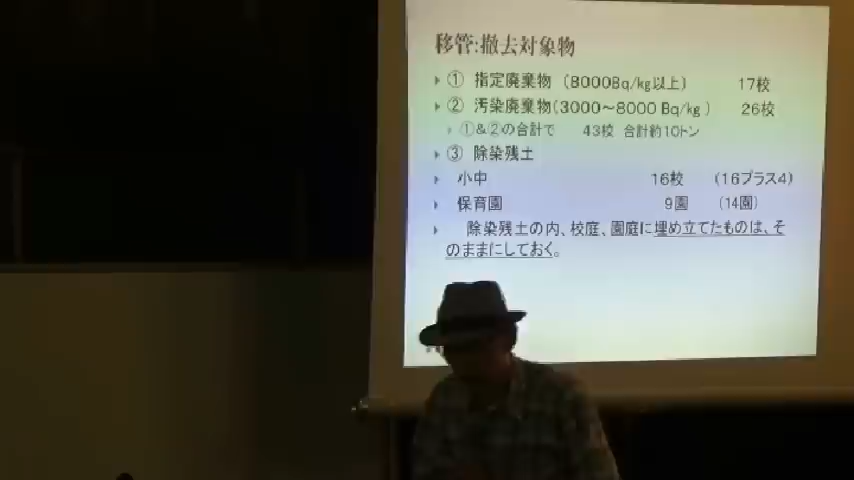 移管:撤去対象物
① 指定廃棄物 (8000Bq/kg以上) 17校
② 汚染廃棄物(3000～8000 Bq/kg ) 26校
①&②の合計で 43校 合計約10トン
③ 除染残土
小中 16校 (16プラス4)
保育園 9園 (14園)
除染残土の内、校庭、園庭に埋め立てたものは、そ
のままにしておく。